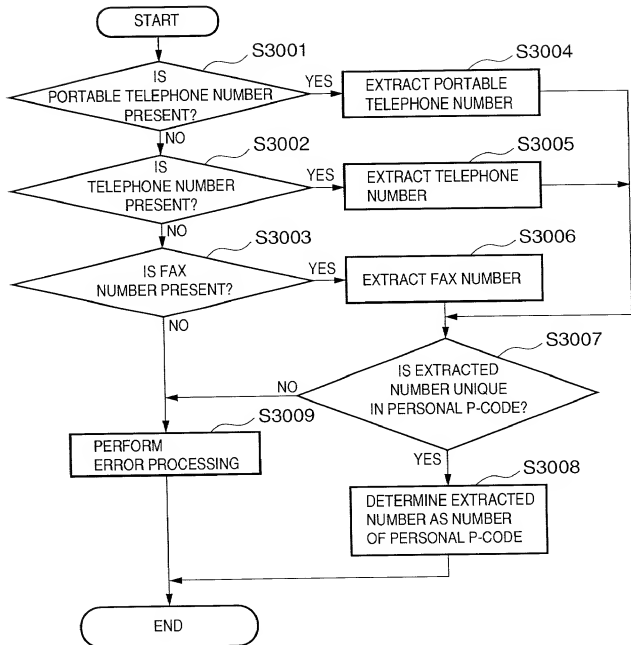 START
S3001
IS
PORTABLE TELEPHONE NUMBER
PRESENT?
YES
S3004
EXTRACT PORTABLE
TELEPHONE NUMBER
NO
S3002
IS
TELEPHONE NUMBER
PRESENT?
YES
S3005
EXTRACT TELEPHONE
NUMBER
NO
S3003
IS FAX
NUMBER PRESENT?
YES
S3006
EXTRACT FAX NUMBER
NO
S3007
IS EXTRACTED
NUMBER UNIQUE
IN PERSONAL P-CODE?
NO
S3009
PERFORM
ERROR PROCESSING
YES
S3008
DETERMINE EXTRACTED
NUMBER AS NUMBER
OF PERSONAL P-CODE
END